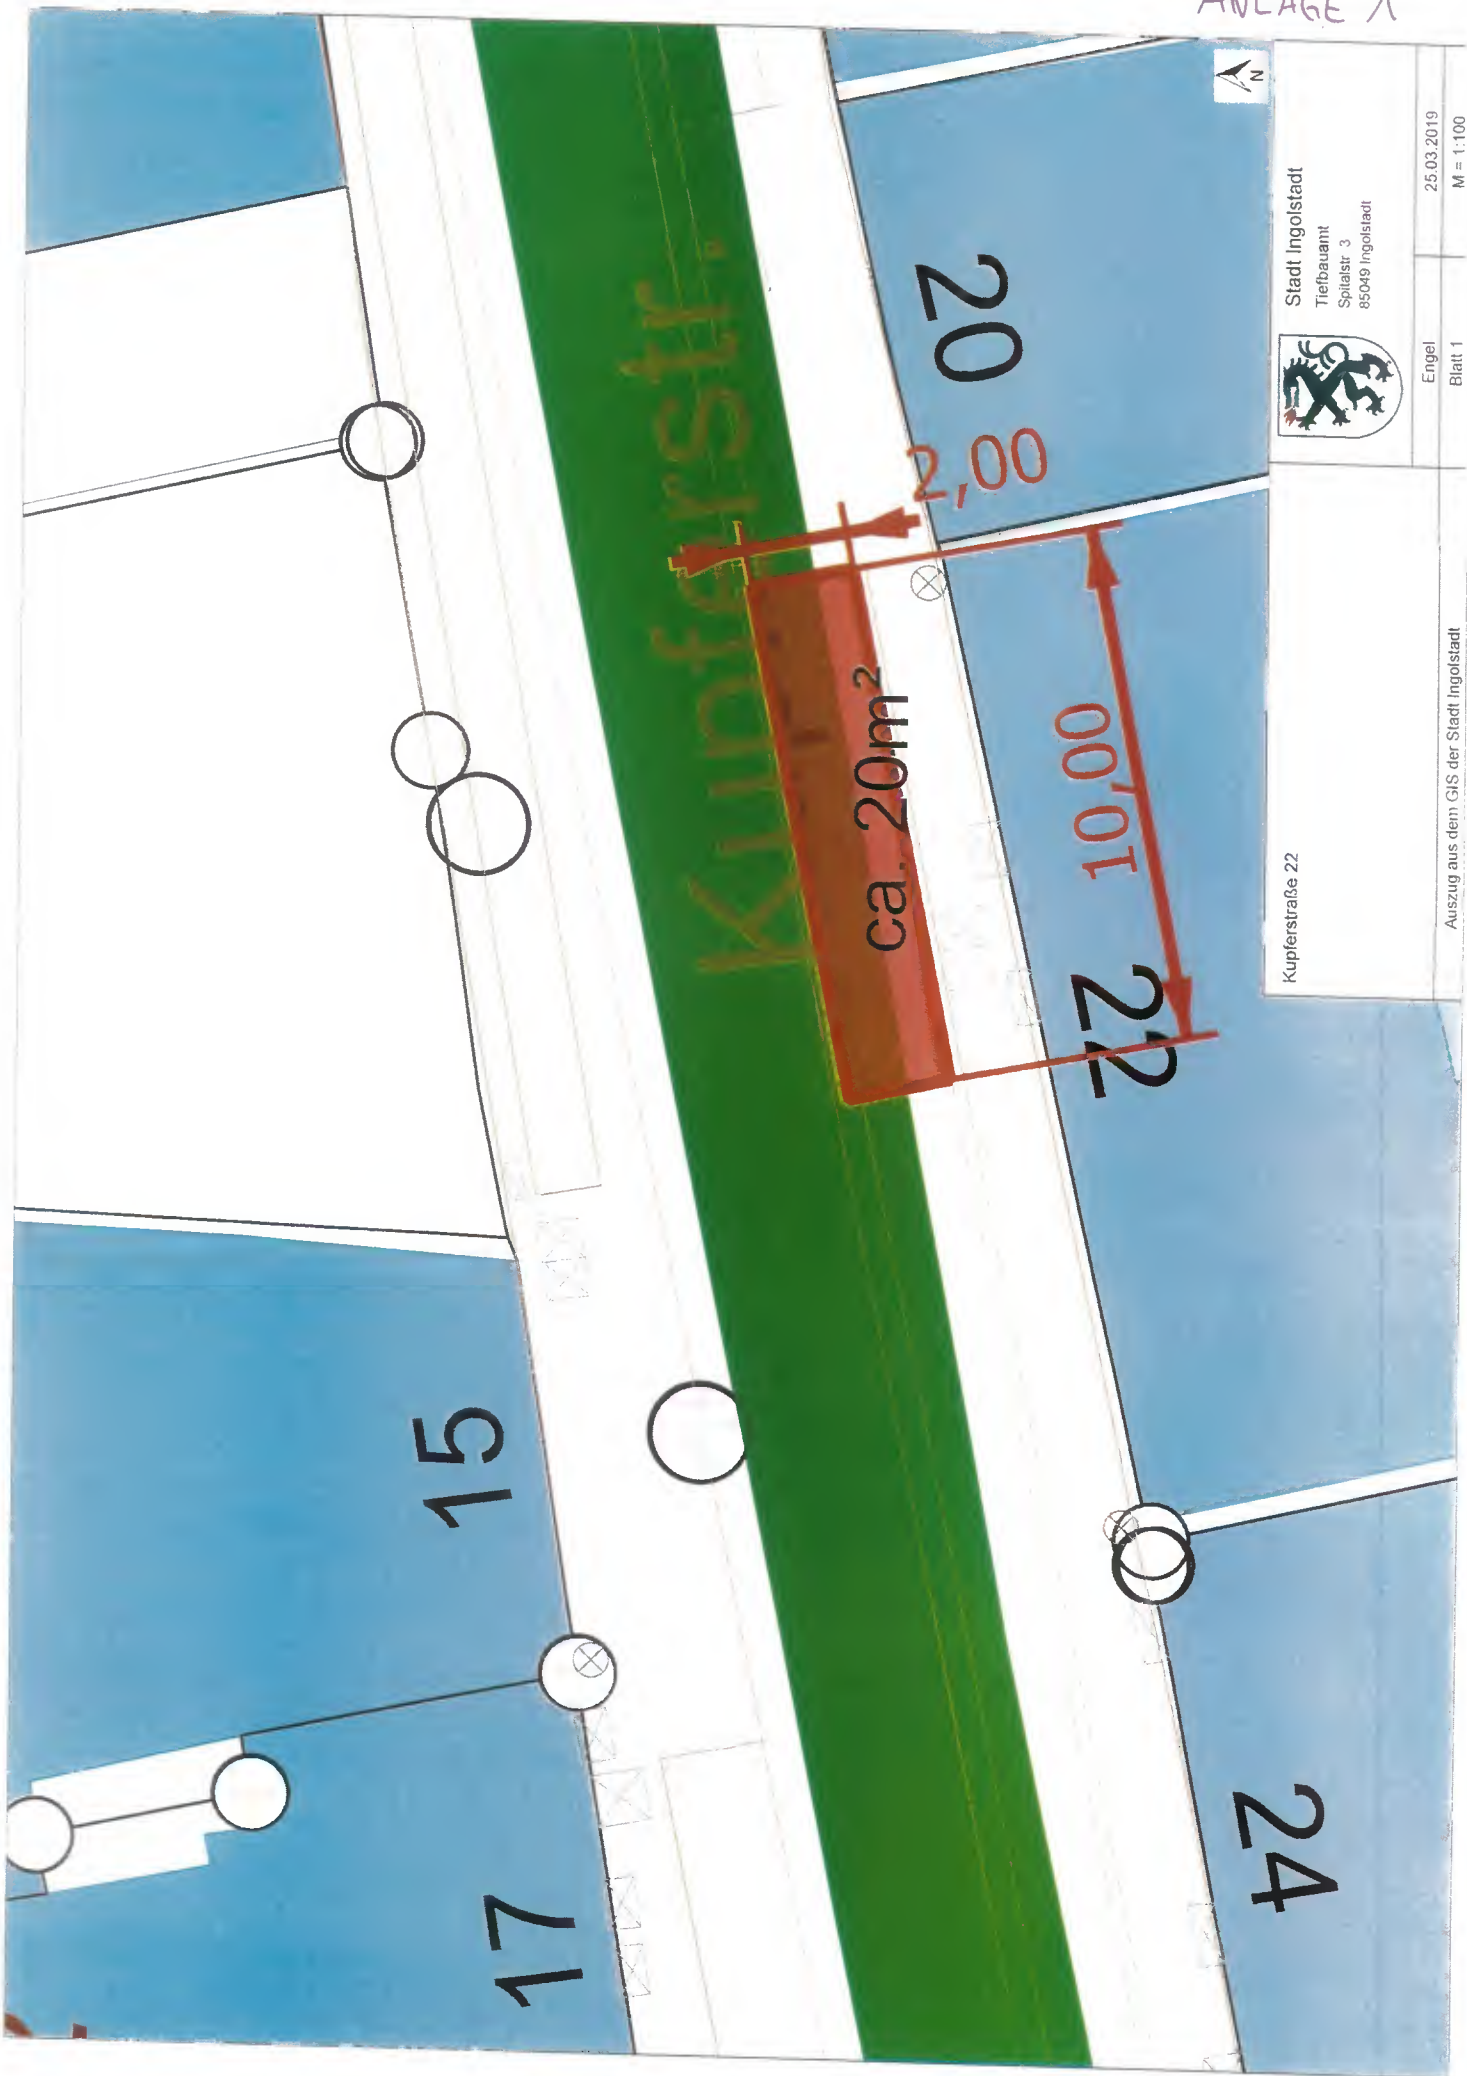 ANLAGE 1
N
Kupferstr.
20
2,00
ca. 20m²
10,00
22
15
17
24
Stadt Ingolstadt
Tiefbauamt
Spitalstr 3
85049 Ingolstadt
Kupferstraße 22
Engel
25.03.2019
Blatt 1
M = 1:100
Auszug aus dem GIS der Stadt Ingolstadt